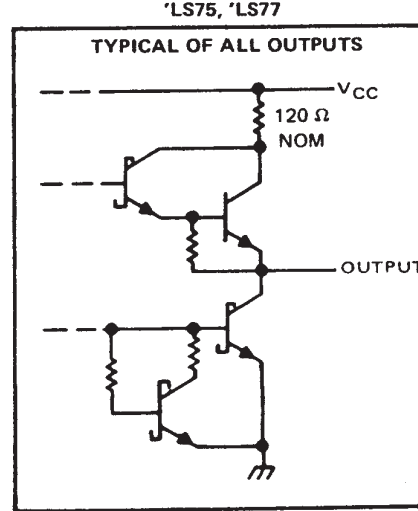 'LS75, 'LS77
TYPICAL OF ALL OUTPUTS
VCC
120 Ω
NOM
OUTPUT